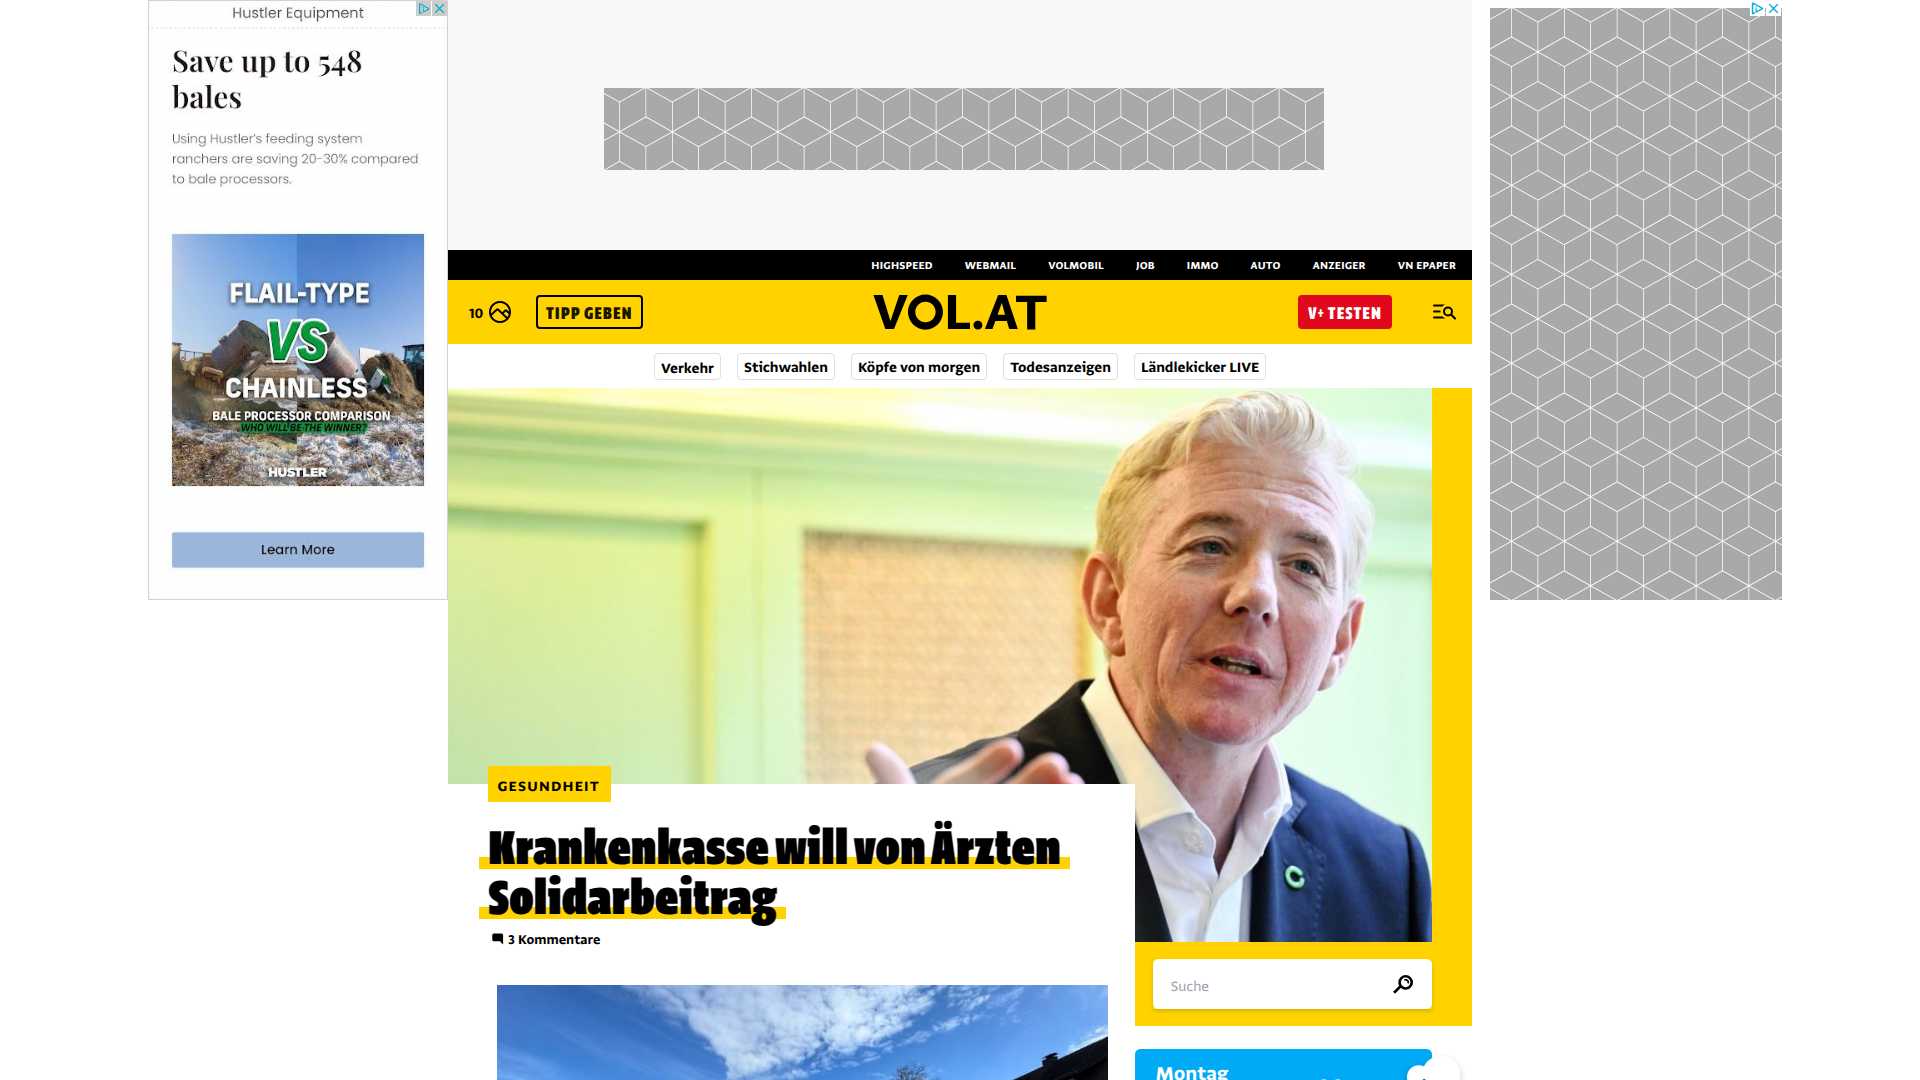 Hustler Equipment
Save up to 548
bales
Using Hustler's feeding system
ranchers are saving 20-30% compared
to bale processors.
FLAIL-TYPE
VS
CHAINLESS
BALE PROCESSOR COMPARISON
WHO WILL BE THE WINNER?
HUSTLER
Learn More
HIGHSPEED WEBMAIL VOLMOBIL JOB IMMO AUTO ANZEIGER VN EPAPER
10 TIPP GEBEN VOL.AT V+ TESTEN
Verkehr Stichwahlen Köpfe von morgen Todesanzeigen Ländlekicker LIVE
GESUNDHEIT
Krankenkasse will von Ärzten
Solidarbeitrag
3 Kommentare
Suche
Montag